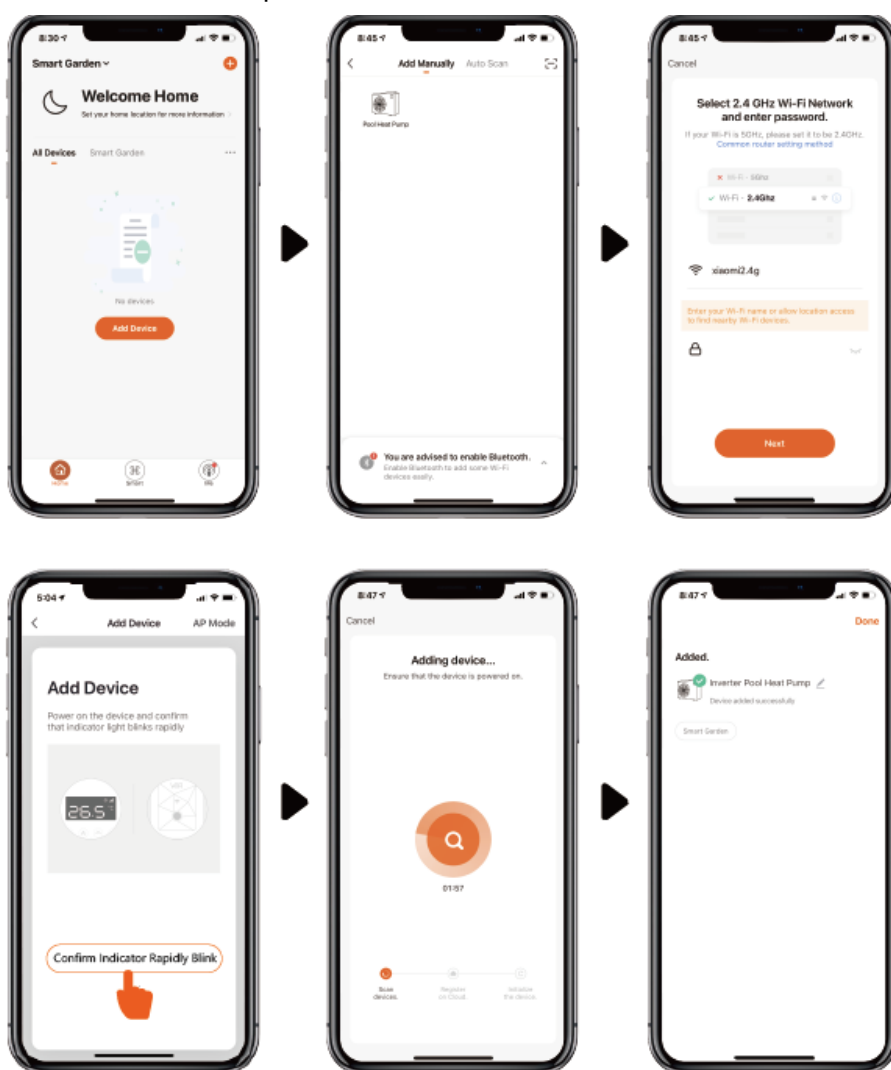 8:30
Smart Garden
Welcome Home
Set your home location for more information
All Devices Smart Garden
No devices
Add Device
Home
Smart
Me
8:45
Add Manually Auto Scan
Pool Heat Pump
You are advised to enable Bluetooth.
Enable Bluetooth to add some Wi-Fi
devices easily.
8:45
Cancel
Select 2.4 GHz Wi-Fi Network
and enter password.
If your Wi-Fi is 5GHz, please set it to be 2.4GHz.
Common router setting method
Wi-Fi - 5Ghz
Wi-Fi - 2.4Ghz
xiaomi2.4g
Enter your Wi-Fi name or allow location access
to find nearby Wi-Fi devices.
Next
5:04
Add Device AP Mode
Add Device
Power on the device and confirm
that indicator light blinks rapidly
26.5
Confirm Indicator Rapidly Blink
8:47
Cancel
Adding device...
Ensure that the device is powered on.
01:57
Scan
devices.
Register
on Cloud.
Initialize
the device.
8:47
Done
Added.
Inverter Pool Heat Pump
Device added successfully
Smart Garden